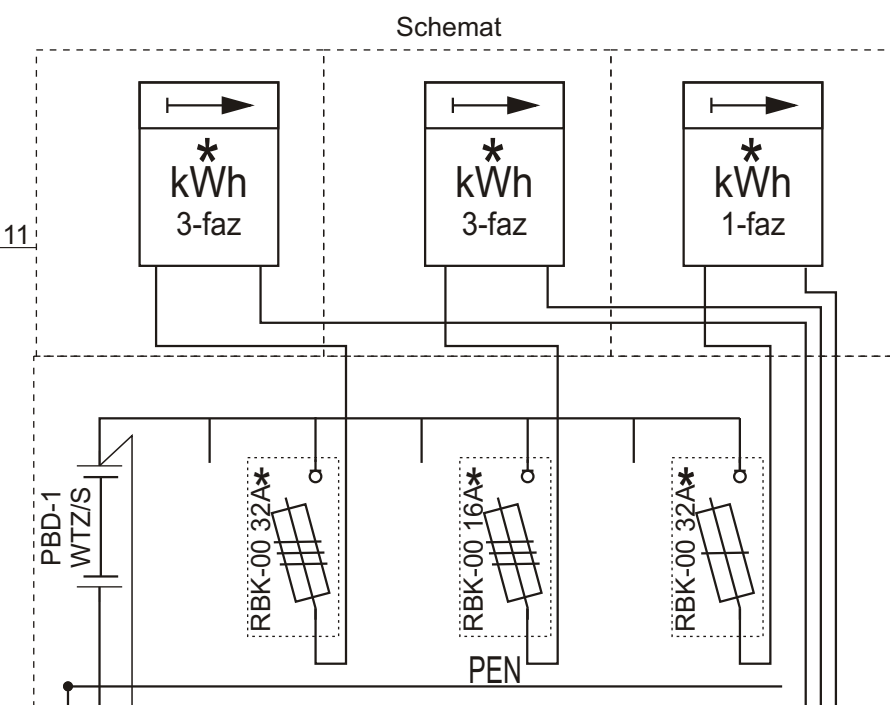 Schemat
*
kWh
3-faz
*
kWh
3-faz
*
kWh
1-faz
11
PBD-1
WTZ/S
RBK-00 32A*
RBK-00 16A*
RBK-00 32A*
PEN